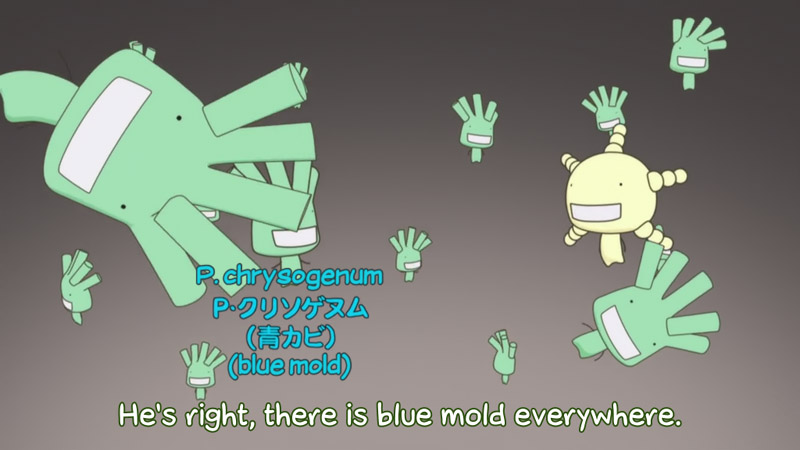 P. chrysogenum
P・クリソゲヌム
(青カビ)
(blue mold)
He's right, there is blue mold everywhere.